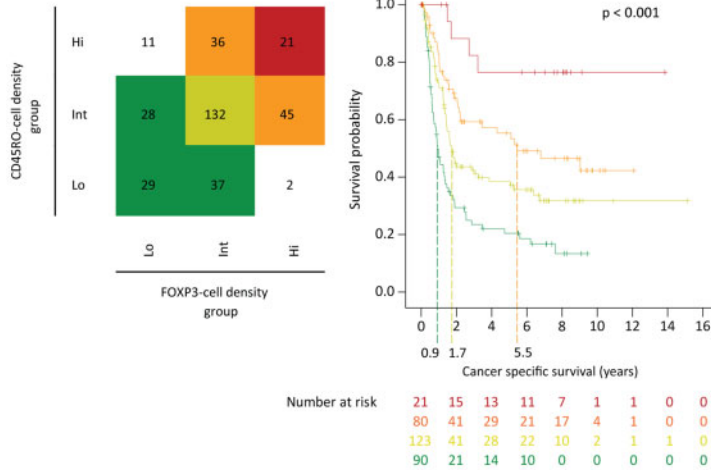 CD45RO-cell density
group
Hi
11
36
21
Int
28
132
45
Lo
29
37
2
Lo
Int
Hi
FOXP3-cell density
group
p < 0.001
Survival probability
1.0
0.8
0.6
0.4
0.2
0.0
0 2 4 6 8 10 12 14 16
0.9 1.7 5.5
Cancer specific survival (years)
Number at risk
21 15 13 11 7 1 1 0 0
80 41 29 21 17 4 1 0 0
123 41 28 22 10 2 1 1 0
90 21 14 10 0 0 0 0 0